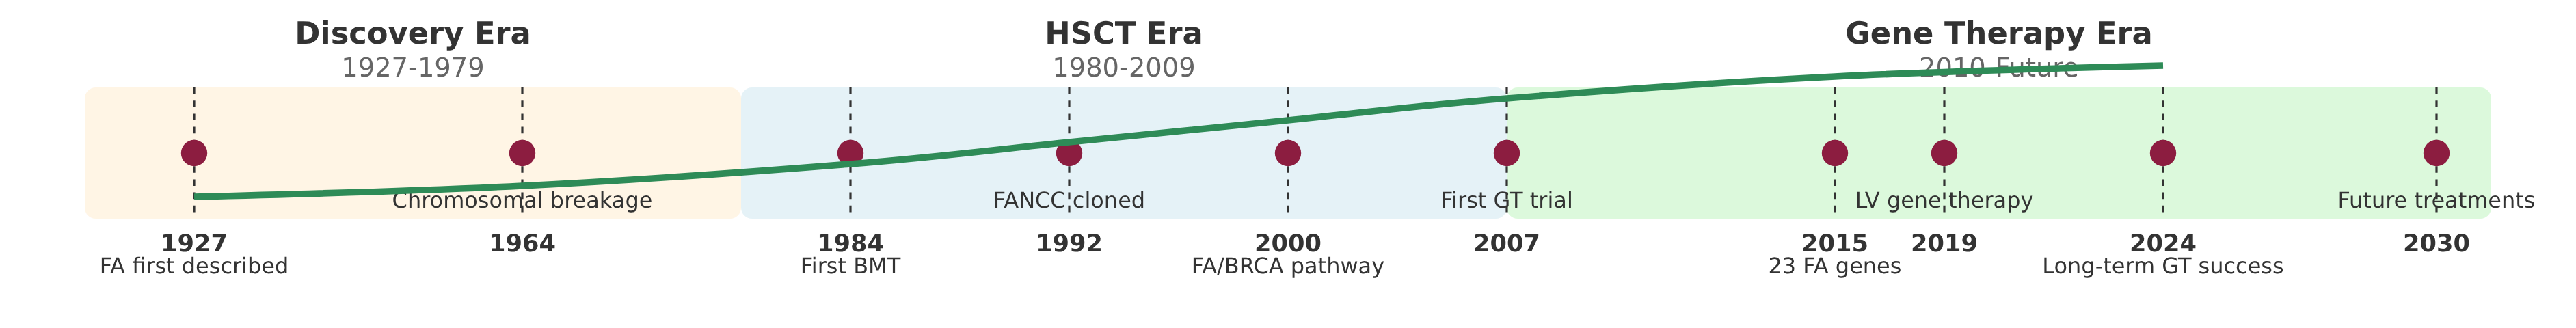 Discovery Era
1927-1979
HSCT Era
1980-2009
Gene Therapy Era
2010-Future
Chromosomal breakage
FANCC cloned
First GT trial
LV gene therapy
Future treatments
1927
1964
1984
1992
2000
2007
2015
2019
2024
2030
FA first described
First BMT
FA/BRCA pathway
23 FA genes
Long-term GT success